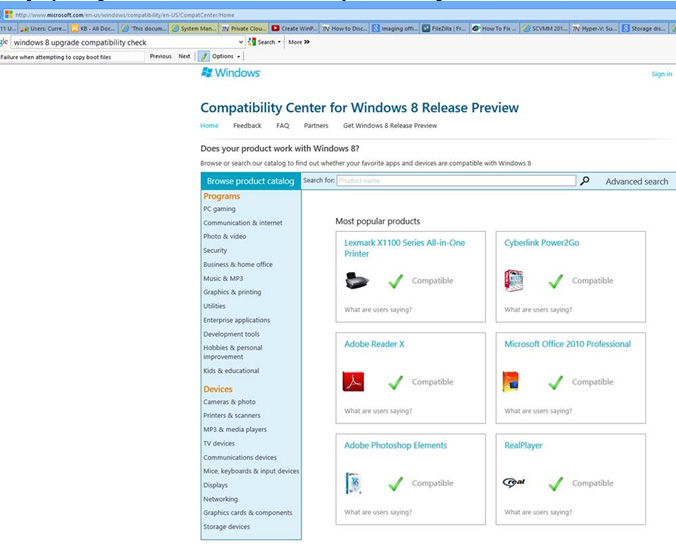 http://www.microsoft.com/en-us/windows/compatibility/en-US/CompatCenter/Home
Users: Curre... KB - All Doc... 'This docum... System Man... Private Clou... Create WinP... How to Disc... imaging offi... FileZilla | Fr... How To Fix ... SCVMM 201... Hyper-V: Su... Storage dis...
windows 8 upgrade compatibility check Search More »
Failure when attempting to copy boot files Previous Next Options
Windows
Sign in
Compatibility Center for Windows 8 Release Preview
Home Feedback FAQ Partners Get Windows 8 Release Preview
Does your product work with Windows 8?
Browse or search our catalog to find out whether your favorite apps and devices are compatible with Windows 8
Browse product catalog Search for: Product name... Advanced search
Programs
PC gaming
Communication & internet
Photo & video
Security
Business & home office
Music & MP3
Graphics & printing
Utilities
Enterprise applications
Development tools
Hobbies & personal
improvement
Kids & educational
Devices
Cameras & photo
Printers & scanners
MP3 & media players
TV devices
Communications devices
Mice, keyboards & input devices
Displays
Networking
Graphics cards & components
Storage devices
Most popular products
Lexmark X1100 Series All-in-One
Printer
Compatible
What are users saying?
Cyberlink Power2Go
Compatible
What are users saying?
Adobe Reader X
Compatible
What are users saying?
Microsoft Office 2010 Professional
Compatible
What are users saying?
Adobe Photoshop Elements
Compatible
What are users saying?
RealPlayer
real
Compatible
What are users saying?